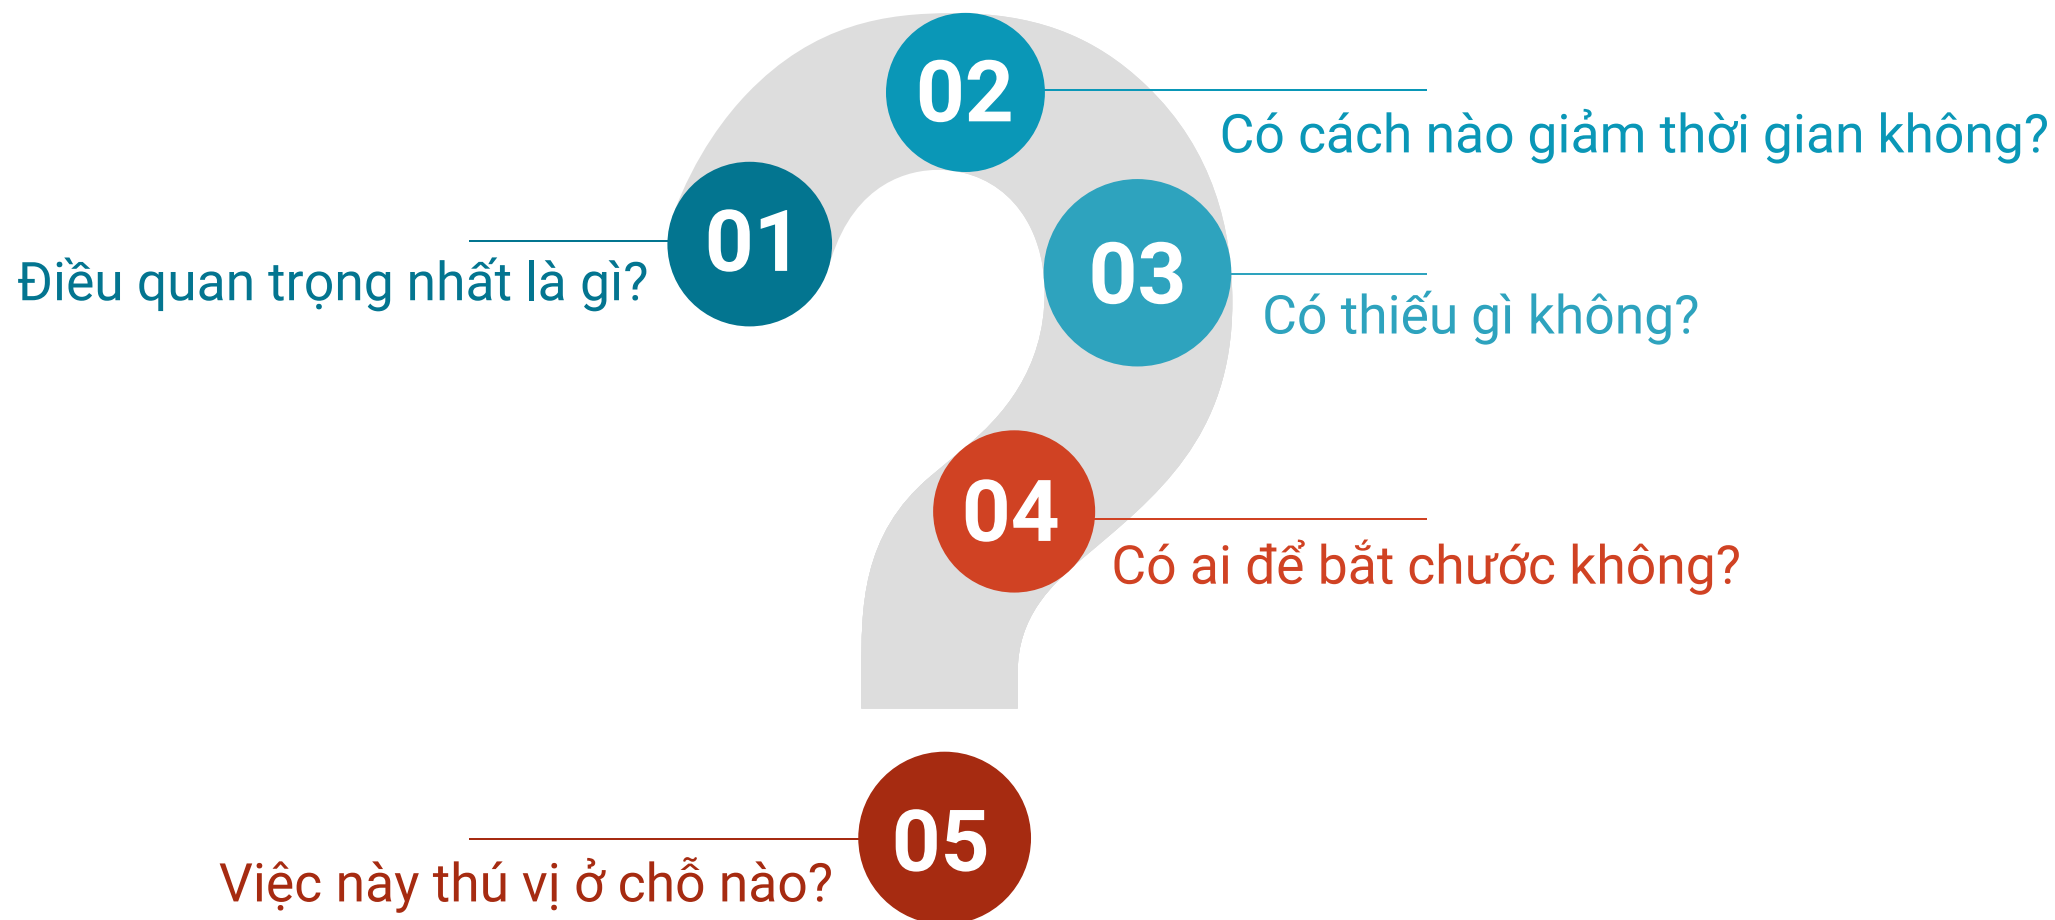 01
Điều quan trọng nhất là gì?
02
Có cách nào giảm thời gian không?
03
Có thiếu gì không?
04
Có ai để bắt chước không?
05
Việc này thú vị ở chỗ nào?